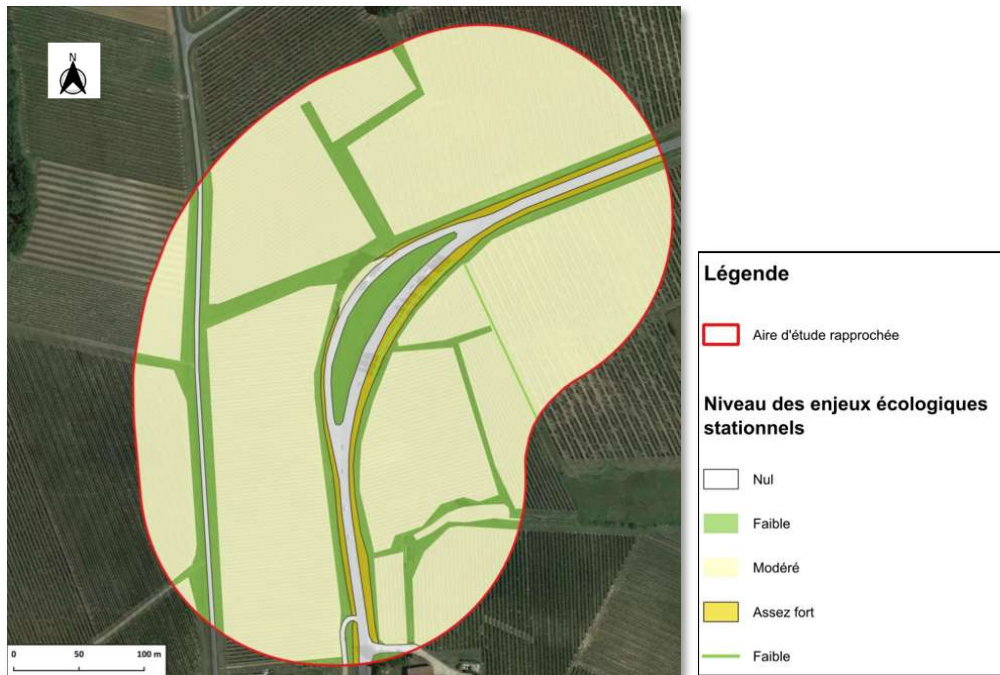 N
0 50 100 m
Légende
Aire d'étude rapprochée
Niveau des enjeux écologiques
stationnels
Nul
Faible
Modéré
Assez fort
Faible